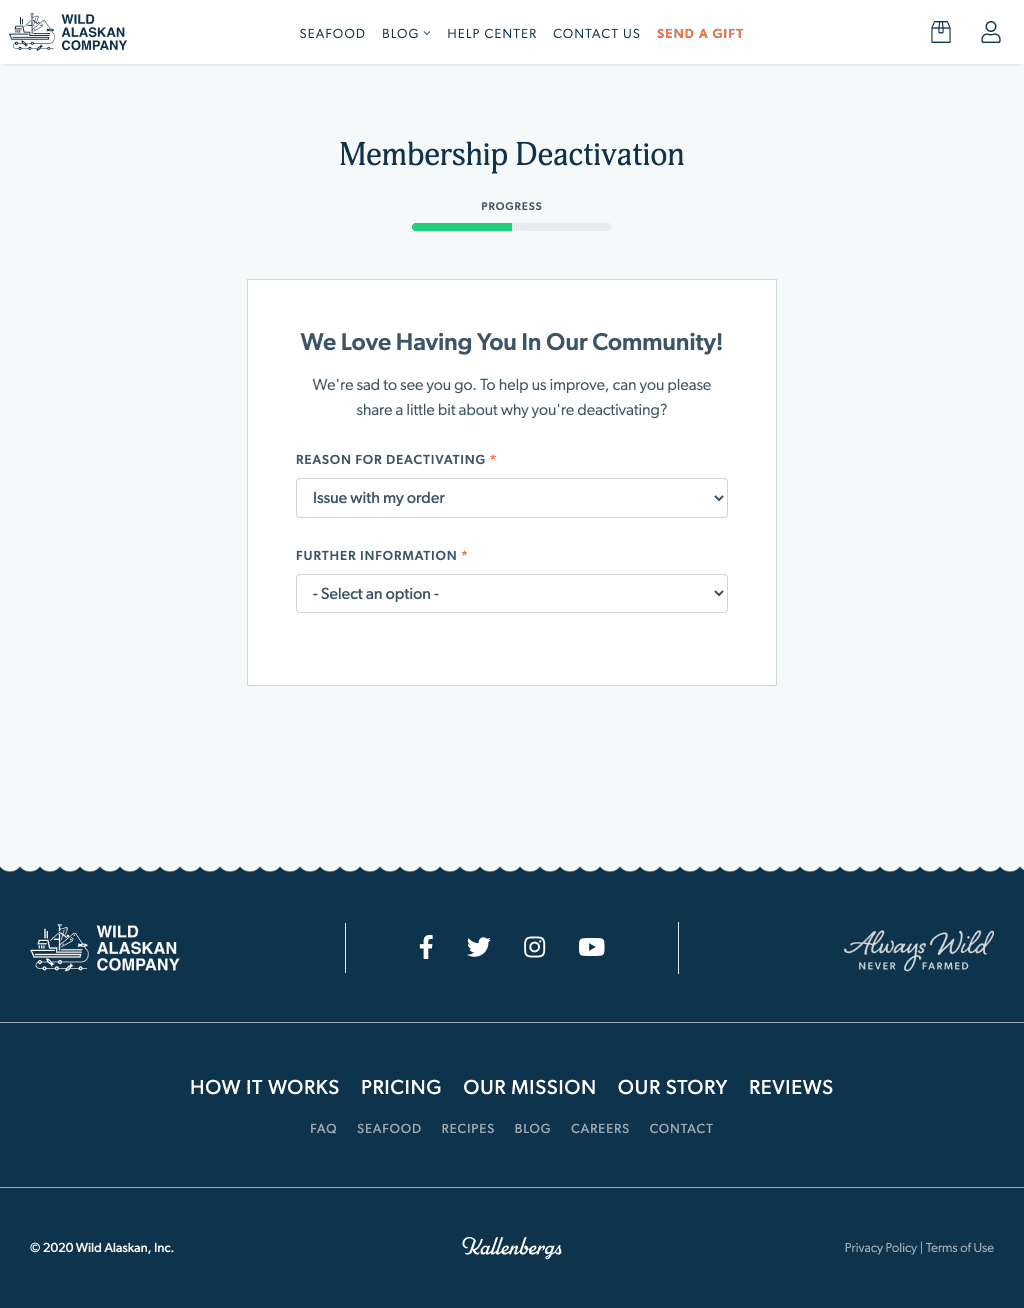 WILD
ALASKAN
COMPANY
SEAFOOD BLOG HELP CENTER CONTACT US SEND A GIFT
Membership Deactivation
PROGRESS
We Love Having You In Our Community!
We're sad to see you go. To help us improve, can you please
share a little bit about why you're deactivating?
REASON FOR DEACTIVATING *
Issue with my order
FURTHER INFORMATION *
- Select an option -
WILD
ALASKAN
COMPANY
Always Wild
NEVER FARMED
HOW IT WORKS PRICING OUR MISSION OUR STORY REVIEWS
FAQ SEAFOOD RECIPES BLOG CAREERS CONTACT
© 2020 Wild Alaskan, Inc.
Kallenbergs
Privacy Policy | Terms of Use